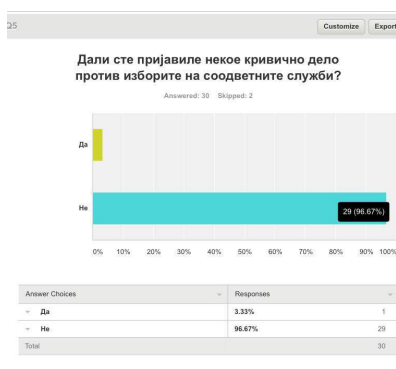 Q5
Customize Export
Дали сте пријавиле некое кривично дело
против изборите на соодветните служби?
Answered: 30 Skipped: 2
Да
Не
29 (96.67%)
0% 10% 20% 30% 40% 50% 60% 70% 80% 90% 100%
Answer Choices Responses
Да 3.33% 1
Не 96.67% 29
Total 30